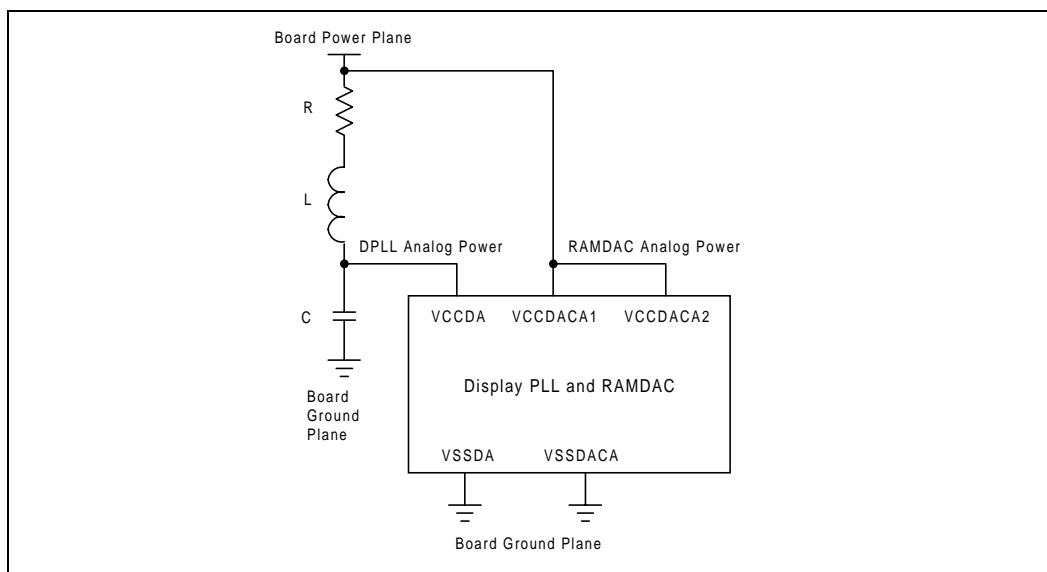 Board Power Plane
R
L
DPLL Analog Power
RAMDAC Analog Power
C
VCCDA
VCCDACA1
VCCDACA2
Display PLL and RAMDAC
Board
Ground
Plane
VSSDA
VSSDACA
Board Ground Plane